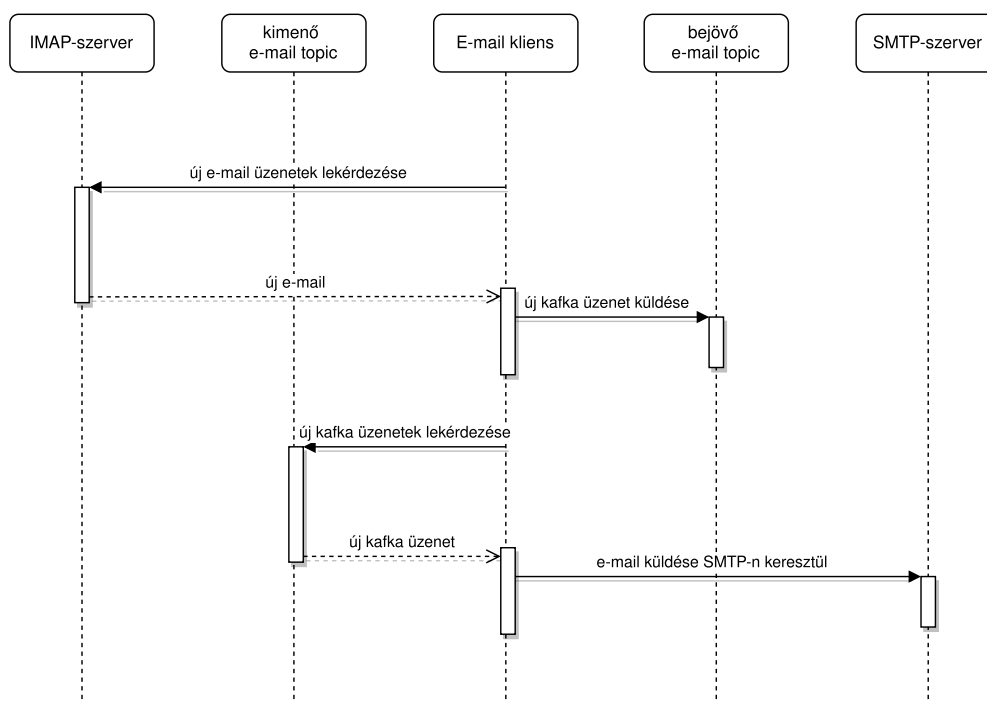 IMAP-szerver
kimenő
e-mail topic
E-mail kliens
bejövő
e-mail topic
SMTP-szerver
új e-mail üzenetek lekérdezése
új e-mail
új kafka üzenet küldése
új kafka üzenetek lekérdezése
új kafka üzenet
e-mail küldése SMTP-n keresztül